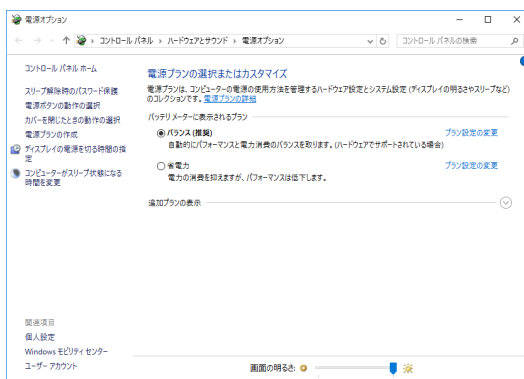 電源オプション
コントロール パネル › ハードウェアとサウンド › 電源オプション
コントロール パネルの検索
コントロール パネル ホーム
スリープ解除時のパスワード保護
電源ボタンの動作の選択
カバーを閉じたときの動作の選択
電源プランの作成
ディスプレイの電源を切る時間の指
定
コンピューターがスリープ状態になる
時間を変更
電源プランの選択またはカスタマイズ
電源プランは、コンピューターの電源の使用方法を管理するハードウェア設定とシステム設定 (ディスプレイの明るさやスリープなど)
のコレクションです。電源プランの詳細
バッテリ メーターに表示されるプラン
バランス (推奨)
プラン設定の変更
自動的にパフォーマンスと電力消費のバランスを取ります。(ハードウェアでサポートされている場合)
省電力
プラン設定の変更
電力の消費を抑えますが、パフォーマンスは低下します。
追加プランの表示
関連項目
個人設定
Windows モビリティ センター
ユーザー アカウント
画面の明るさ: